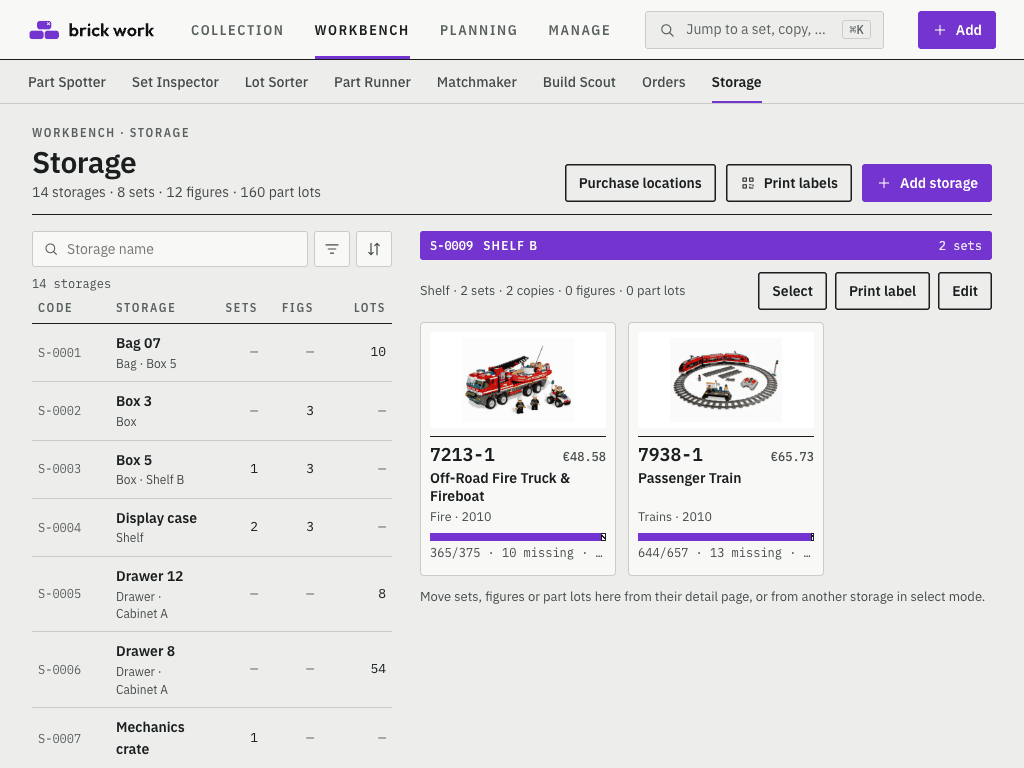 brick work
COLLECTION
WORKBENCH
PLANNING
MANAGE
Jump to a set, copy, ...
⌘K
Add
Part Spotter
Set Inspector
Lot Sorter
Part Runner
Matchmaker
Build Scout
Orders
Storage
WORKBENCH · STORAGE
Storage
14 storages · 8 sets · 12 figures · 160 part lots
Purchase locations
Print labels
Add storage
Storage name
14 storages
CODE STORAGE SETS FIGS LOTS
S-0001 Bag 07 — — 10
Bag · Box 5
S-0002 Box 3 — 3 —
Box
S-0003 Box 5 1 3 —
Box · Shelf B
S-0004 Display case 2 3 —
Shelf
S-0005 Drawer 12 — — 8
Drawer ·
Cabinet A
S-0006 Drawer 8 — — 54
Drawer ·
Cabinet A
S-0007 Mechanics 1 — —
crate
S-0009 SHELF B 2 sets
Shelf · 2 sets · 2 copies · 0 figures · 0 part lots
Select
Print label
Edit
7213-1 €48.58
Off-Road Fire Truck &
Fireboat
Fire · 2010
365/375 · 10 missing · …
7938-1 €65.73
Passenger Train
Trains · 2010
644/657 · 13 missing · …
Move sets, figures or part lots here from their detail page, or from another storage in select mode.